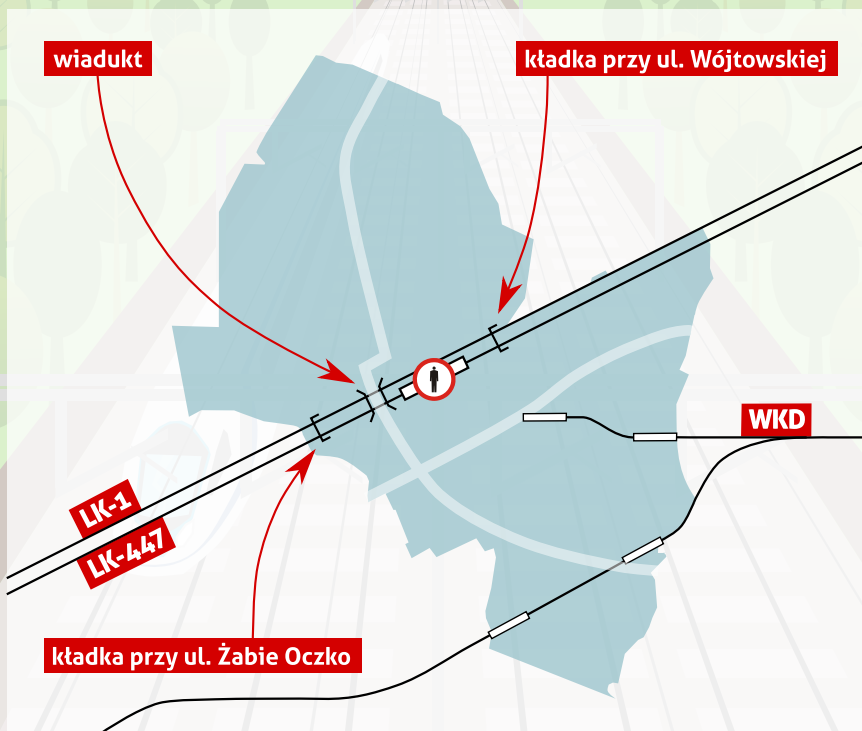 wiadukt
kładka przy ul. Wójtowskiej
WKD
LK-1
LK-447
kładka przy ul. Żabie Oczko